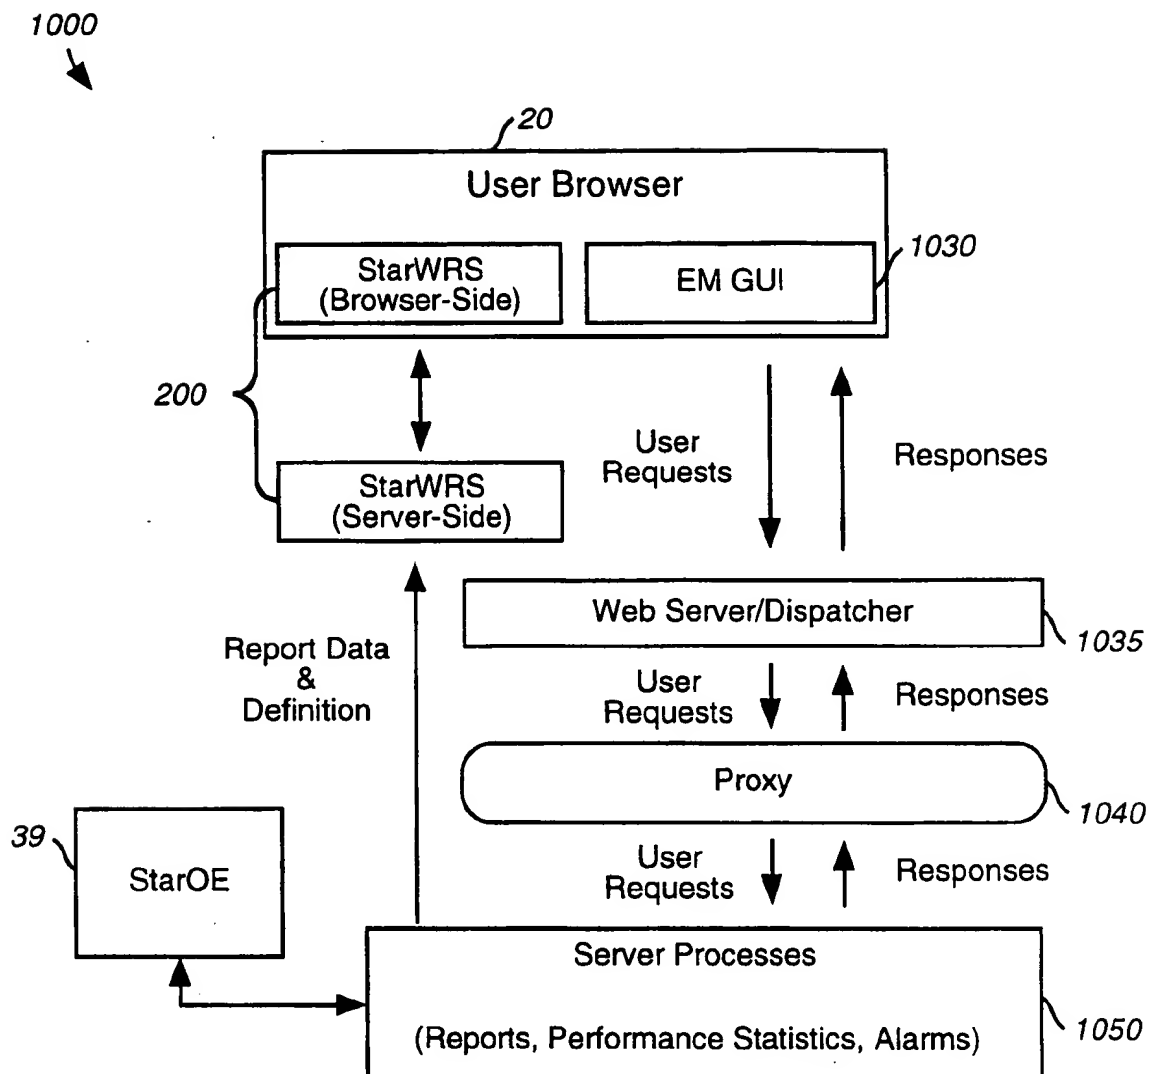 1000
20
User Browser
StarWRS
(Browser-Side)
EM GUI
1030
200
User
Requests
Responses
StarWRS
(Server-Side)
Web Server/Dispatcher
1035
Report Data
&
Definition
User
Requests
Responses
Proxy
1040
39
StarOE
User
Requests
Responses
Server Processes
(Reports, Performance Statistics, Alarms)
1050